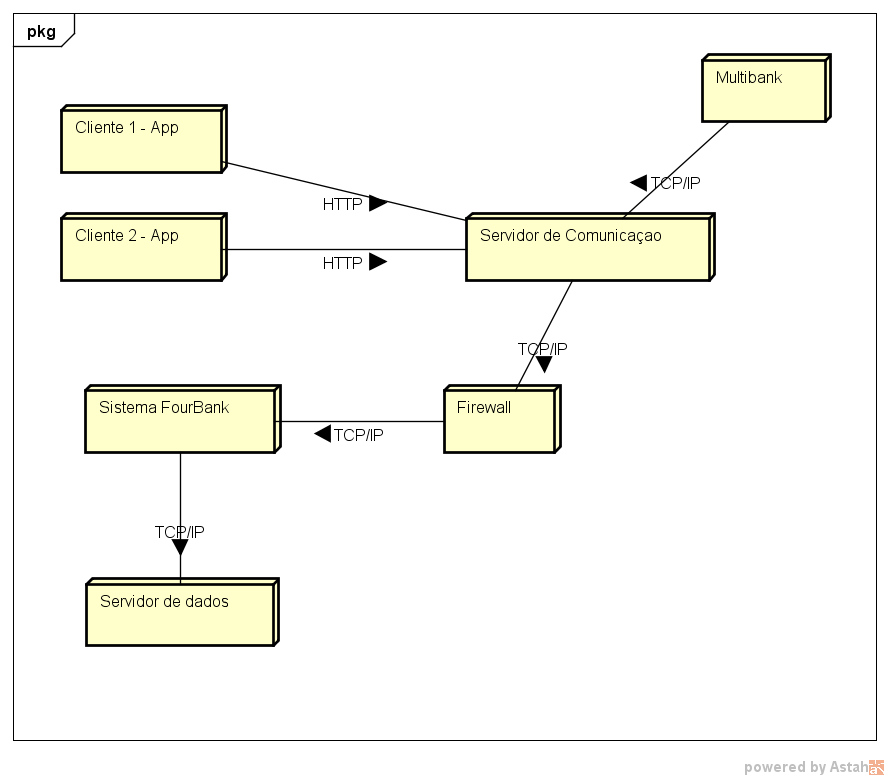 pkg
Multibank
Cliente 1 - App
TCP/IP
HTTP
Cliente 2 - App
Servidor de Comunicaçao
HTTP
TCP/IP
Sistema FourBank
Firewall
TCP/IP
TCP/IP
Servidor de dados
powered by Astah